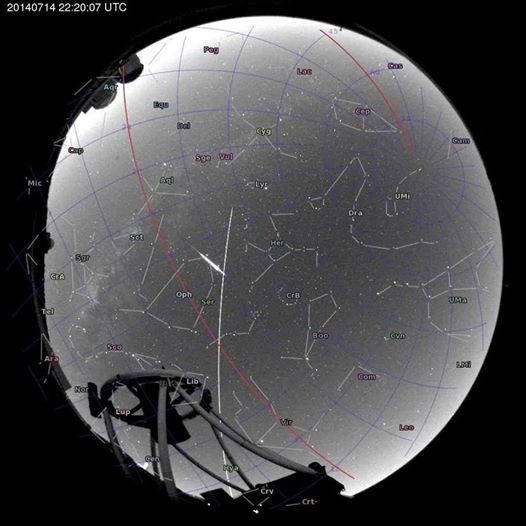 20140714 22:20:07 UTC
Peg
Cas
Lac
Aqr
Equ
Cep
Del
Cyg
Cam
Cap
Sge Vul
Mic
Aql
Lyr
UMi
Dra
Sct
Her
Sgr
CrA
Oph
Ser
CrB
UMa
Tel
Boo
Cvn
Sco
Ara
LMi
Lib
Com
Nor
Lup
Vir
Leo
Cen
Hya
Crv
Crt